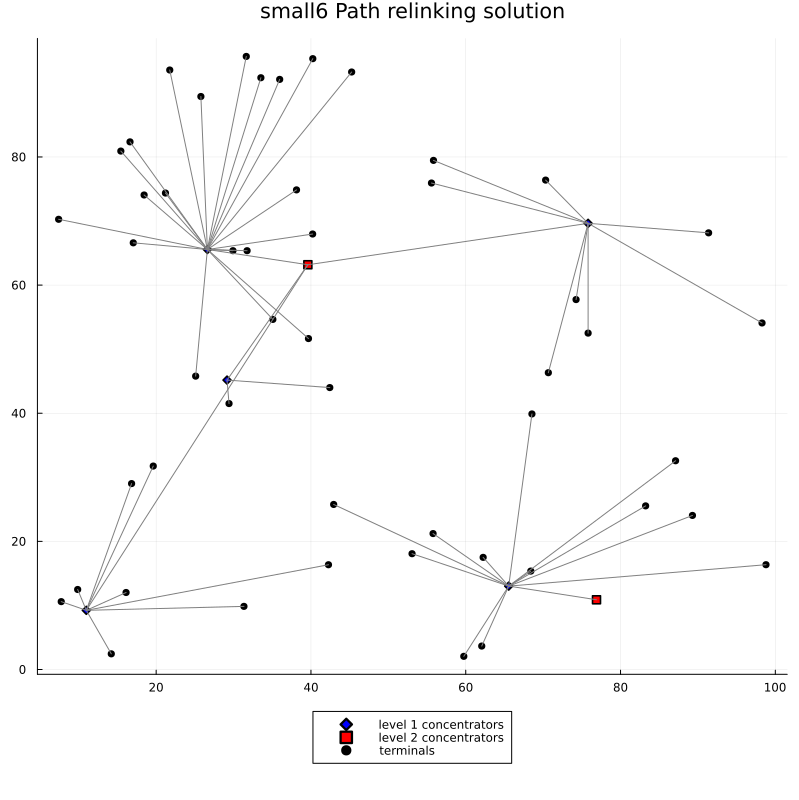 small6 Path relinking solution
80
60
40
20
0
20 40 60 80 100
level 1 concentrators
level 2 concentrators
terminals